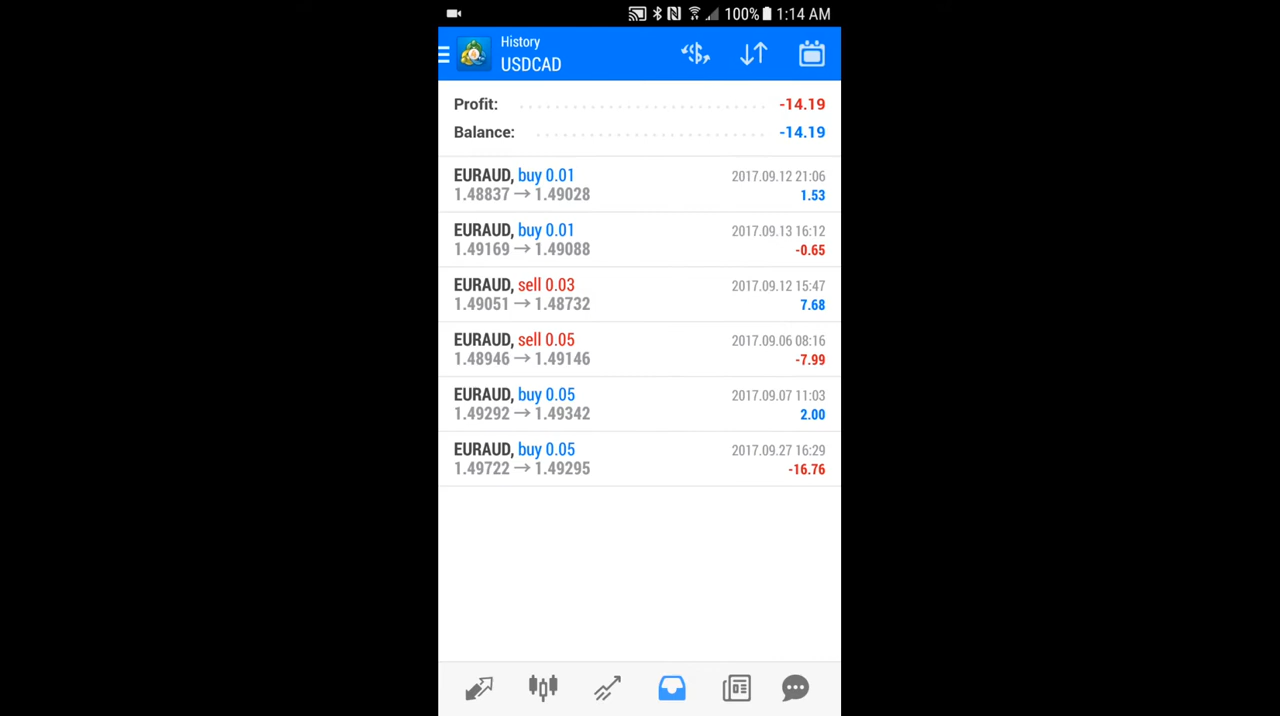 100% 1:14 AM
History
USDCAD
Profit: -14.19
Balance: -14.19
EURAUD, buy 0.01 2017.09.12 21:06
1.48837 → 1.49028 1.53
EURAUD, buy 0.01 2017.09.13 16:12
1.49169 → 1.49088 -0.65
EURAUD, sell 0.03 2017.09.12 15:47
1.49051 → 1.48732 7.68
EURAUD, sell 0.05 2017.09.06 08:16
1.48946 → 1.49146 -7.99
EURAUD, buy 0.05 2017.09.07 11:03
1.49292 → 1.49342 2.00
EURAUD, buy 0.05 2017.09.27 16:29
1.49722 → 1.49295 -16.76